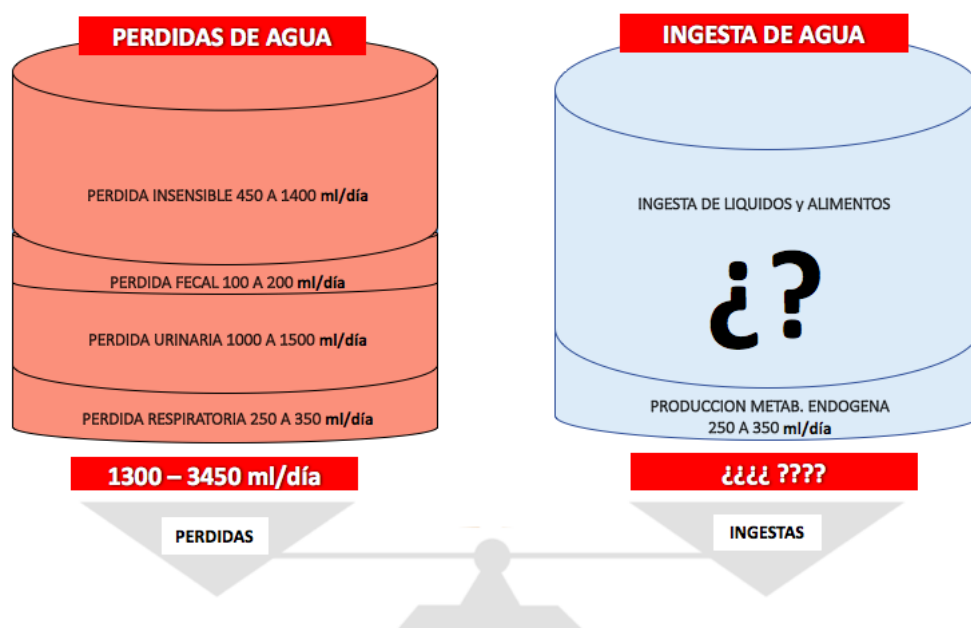 PERDIDAS DE AGUA
PERDIDA INSENSIBLE 450 A 1400 ml/día
PERDIDA FECAL 100 A 200 ml/día
PERDIDA URINARIA 1000 A 1500 ml/día
PERDIDA RESPIRATORIA 250 A 350 ml/día
1300 – 3450 ml/día
PERDIDAS
INGESTA DE AGUA
INGESTA DE LIQUIDOS y ALIMENTOS
¿?
PRODUCCION METAB. ENDOGENA
250 A 350 ml/día
¿¿¿¿ ????
INGESTAS